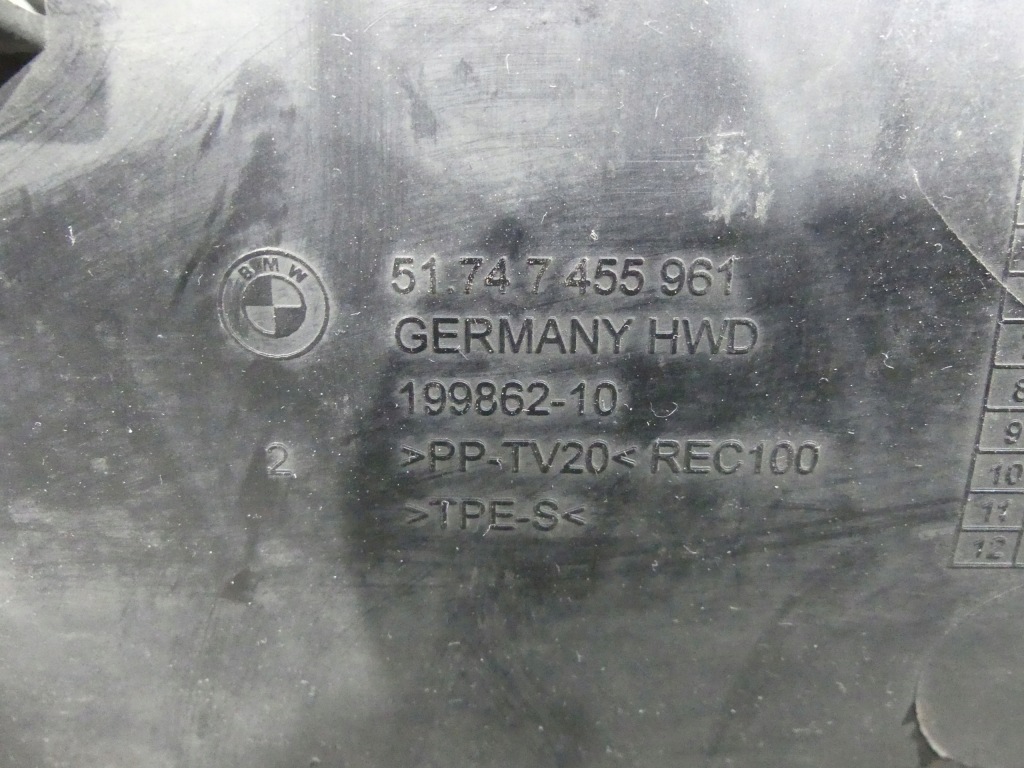 BMW
51.74 7 455 961
GERMANY HWD
199862-10
2
>PP-TV20< REC100
>TPE-S<
8
9
10
11
12